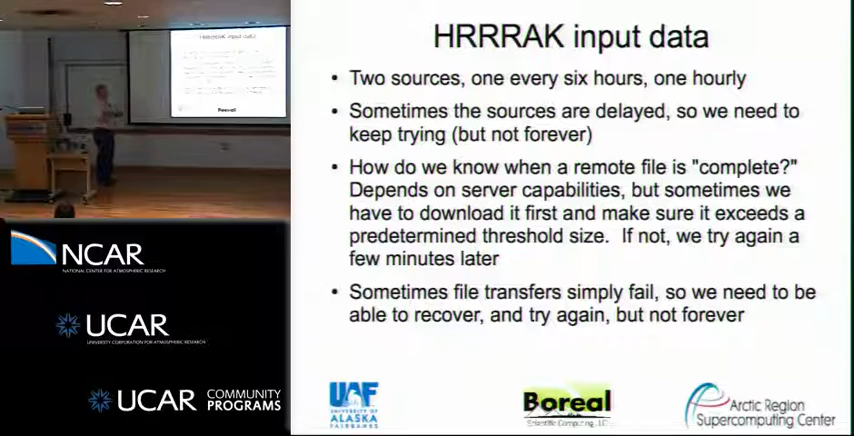 HRRRAK input data
• Two sources, one every six hours, one hourly
• Sometimes the sources are delayed, so we need to
keep trying (but not forever)
• How do we know when a remote file is "complete?"
Depends on server capabilities, but sometimes we
have to download it first and make sure it exceeds a
predetermined threshold size.  If not, we try again a
few minutes later
• Sometimes file transfers simply fail, so we need to be
able to recover, and try again, but not forever
HRRRAK input data
Boreal
NCAR
NATIONAL CENTER FOR ATMOSPHERIC RESEARCH
UCAR
UNIVERSITY CORPORATION FOR ATMOSPHERIC RESEARCH
UCAR COMMUNITY
PROGRAMS
UAF
UNIVERSITY OF
ALASKA
FAIRBANKS
Boreal
Scientific Computing, LLC
Arctic Region
Supercomputing Center